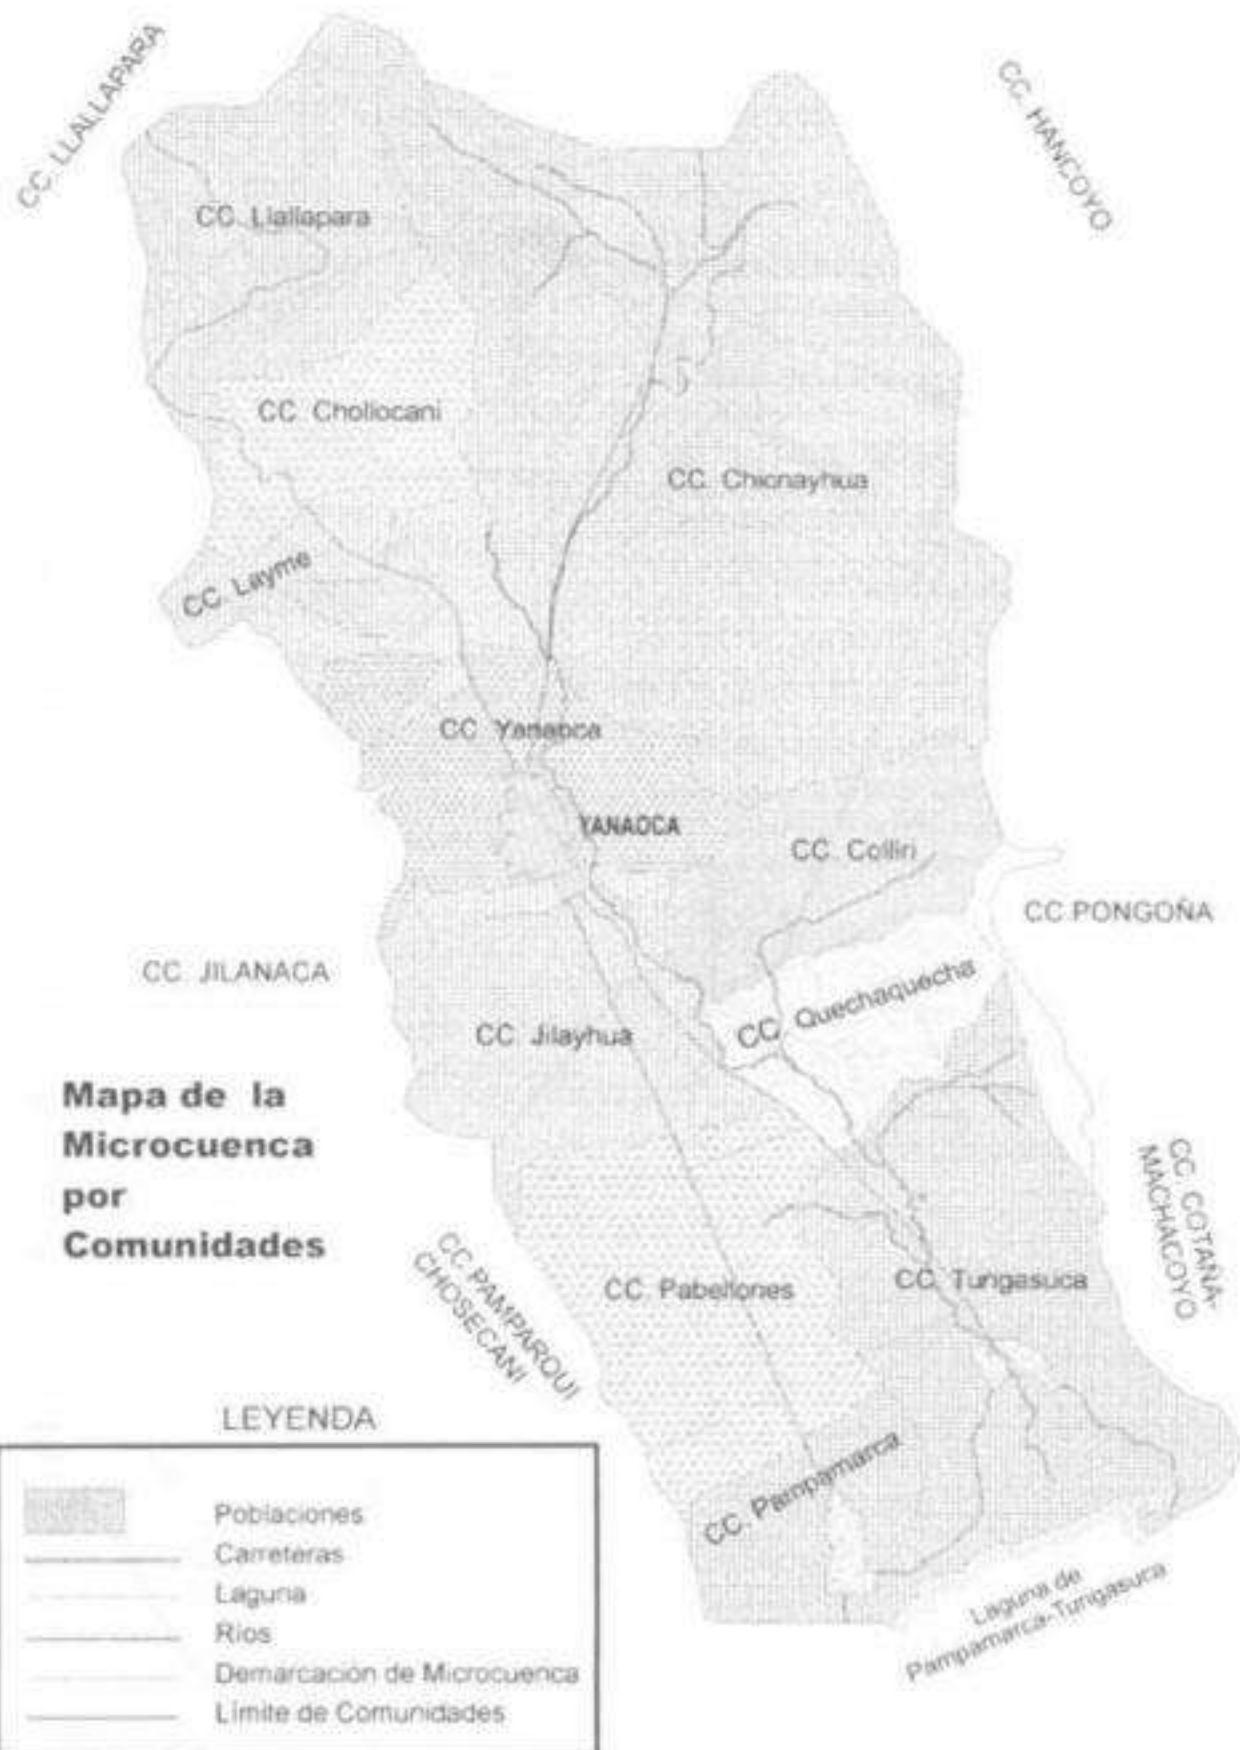 CC. LLALLAPARA
CC. HANCOYO
CC. Llallapara
CC. Chollocani
CC. Chicnayhua
CC. Layme
CC. Yanaoca
YANAOCA
CC. Colliri
CC. PONGOÑA
CC. JILANACA
CC. Quechaquecha
CC. Jilayhua
Mapa de la
Microcuenca
por
Comunidades
CC. COTAÑA-
MACHACOYO
CC. PAMPARQUI
CHOSECANI
CC. Pabellones
CC. Tungasuca
CC. Pampamarca
Laguna de
Pampamarca-Tungasuca
LEYENDA
Poblaciones
Carreteras
Laguna
Ríos
Demarcación de Microcuenca
Límite de Comunidades